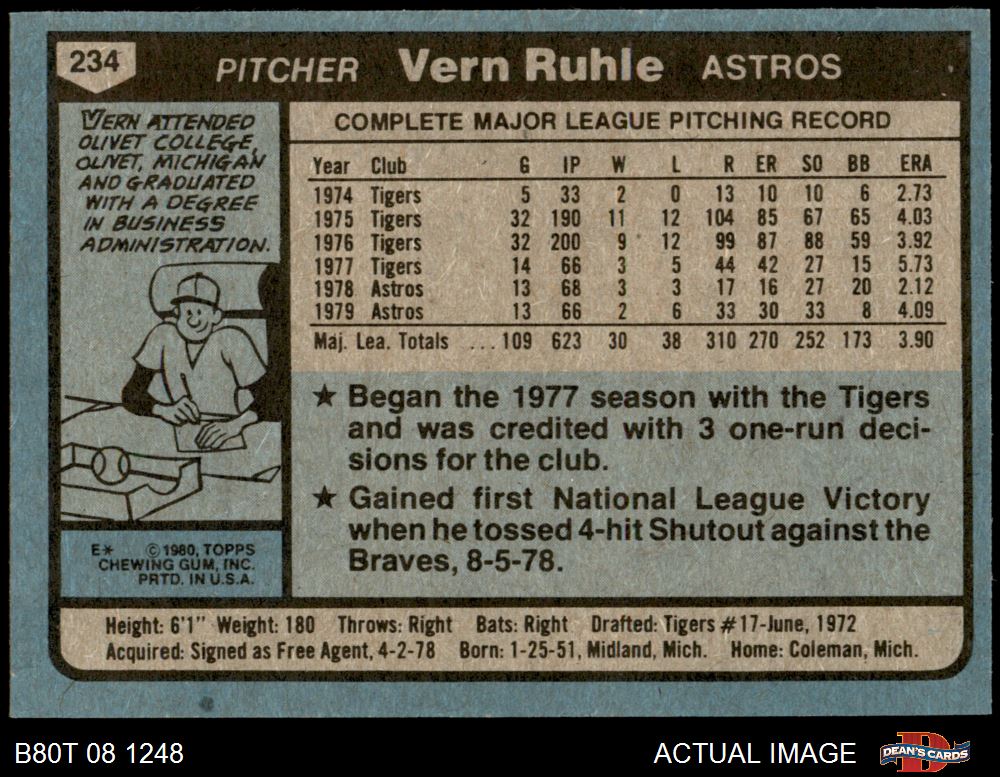 234
PITCHER Vern Ruhle ASTROS
VERN ATTENDED
OLIVET COLLEGE,
OLIVET, MICHIGAN
AND GRADUATED
WITH A DEGREE
IN BUSINESS
ADMINISTRATION.
COMPLETE MAJOR LEAGUE PITCHING RECORD
Year Club G IP W L R ER SO BB ERA
1974 Tigers 5 33 2 0 13 10 10 6 2.73
1975 Tigers 32 190 11 12 104 85 67 65 4.03
1976 Tigers 32 200 9 12 99 87 88 59 3.92
1977 Tigers 14 66 3 5 44 42 27 15 5.73
1978 Astros 13 68 3 3 17 16 27 20 2.12
1979 Astros 13 66 2 6 33 30 33 8 4.09
Maj. Lea. Totals ...109 623 30 38 310 270 252 173 3.90
★ Began the 1977 season with the Tigers
and was credited with 3 one-run deci-
sions for the club.
★ Gained first National League Victory
when he tossed 4-hit Shutout against the
Braves, 8-5-78.
E* © 1980, TOPPS
CHEWING GUM, INC.
PRTD. IN U.S.A.
Height: 6'1" Weight: 180 Throws: Right Bats: Right Drafted: Tigers #17-June, 1972
Acquired: Signed as Free Agent, 4-2-78 Born: 1-25-51, Midland, Mich. Home: Coleman, Mich.
B80T 08 1248 ACTUAL IMAGE D DEAN'S CARDS